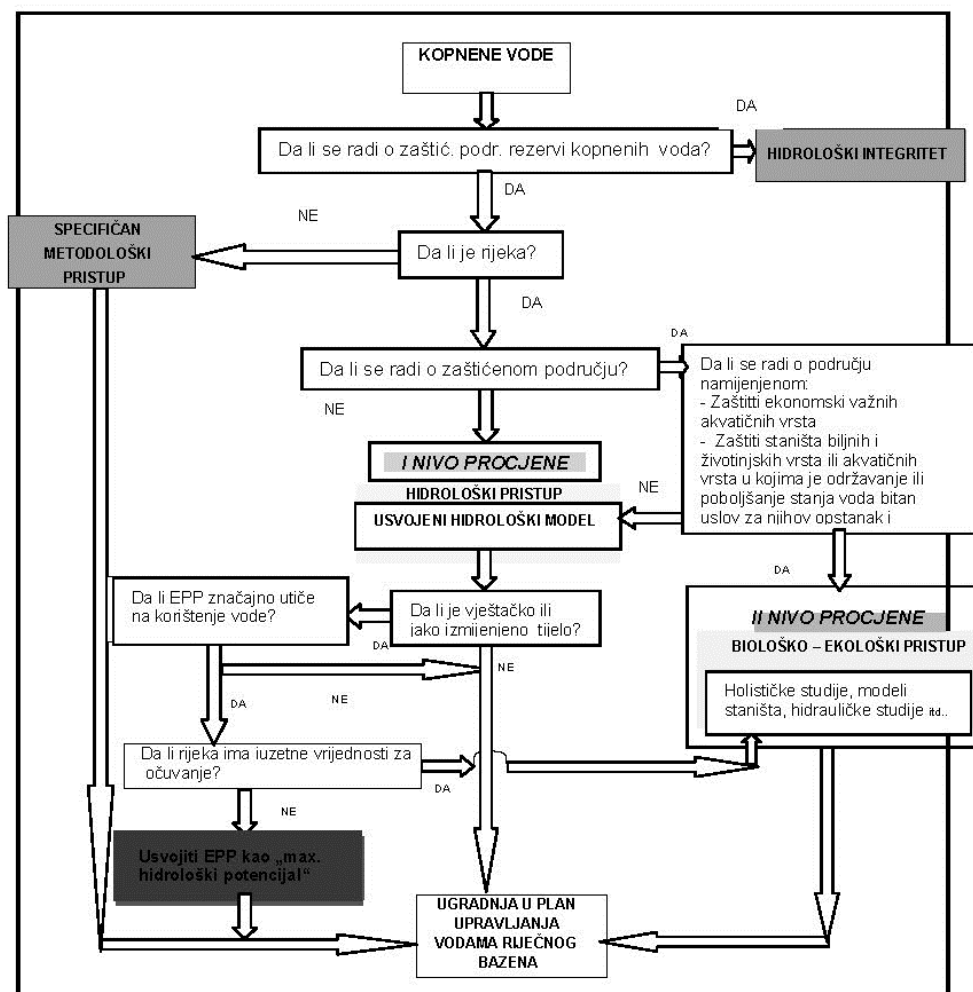 KOPNENE VODE
DA
Da li se radi o zaštić. podr. rezervi kopnenih voda?
HIDROLOŠKI INTEGRITET
DA
NE
SPECIFIČAN
METODOLOŠKI
PRISTUP
Da li je rijeka?
DA
DA
Da li se radi o zaštićenom području?
NE
Da li se radi o području
namijenjenom:
- Zaštitti ekonomski važnih
akvatičnih vrsta
- Zaštiti staništa biljnih i
životinjskih vrsta ili akvatičnih
vrsta u kojima je održavanje ili
poboljšanje stanja voda bitan
uslov za njihov opstanak i
I NIVO PROCJENE
HIDROLOŠKI PRISTUP
NE
USVOJENI HIDROLOŠKI MODEL
DA
Da li EPP značajno utiče
na korištenje vode?
Da li je vještačko ili
jako izmijenjeno tijelo?
DA
II NIVO PROCJENE
BIOLOŠKO – EKOLOŠKI PRISTUP
Holističke studije, modeli
staništa, hidrauličke studije itd..
NE
NE
DA
Da li rijeka ima iuzetne vrijednosti za
očuvanje?
DA
NE
Usvojiti EPP kao „max.
hidrološki potencijal“
UGRADNJA U PLAN
UPRAVLJANJA
VODAMA RIJEČNOG
BAZENA